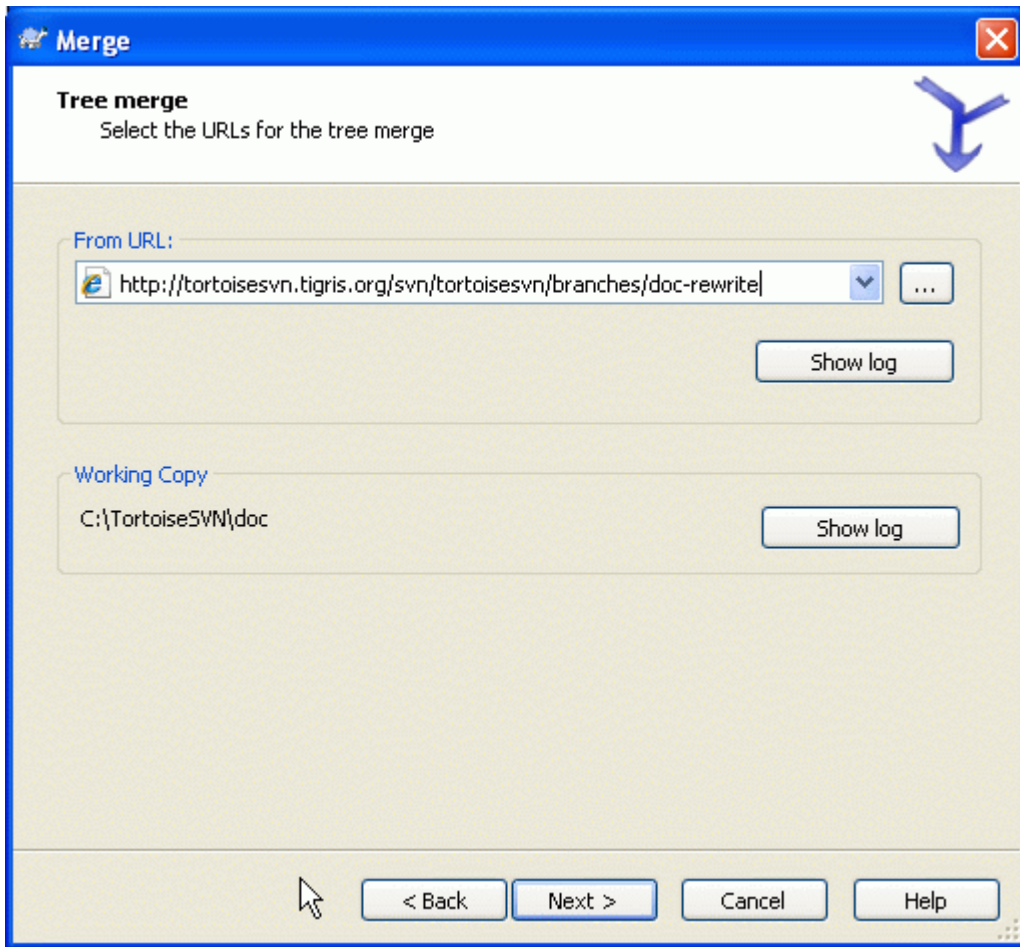 Merge
Tree merge
Select the URLs for the tree merge
From URL:
http://tortoisesvn.tigris.org/svn/tortoisesvn/branches/doc-rewrite
...
Show log
Working Copy
C:\TortoiseSVN\doc
Show log
< Back Next > Cancel Help